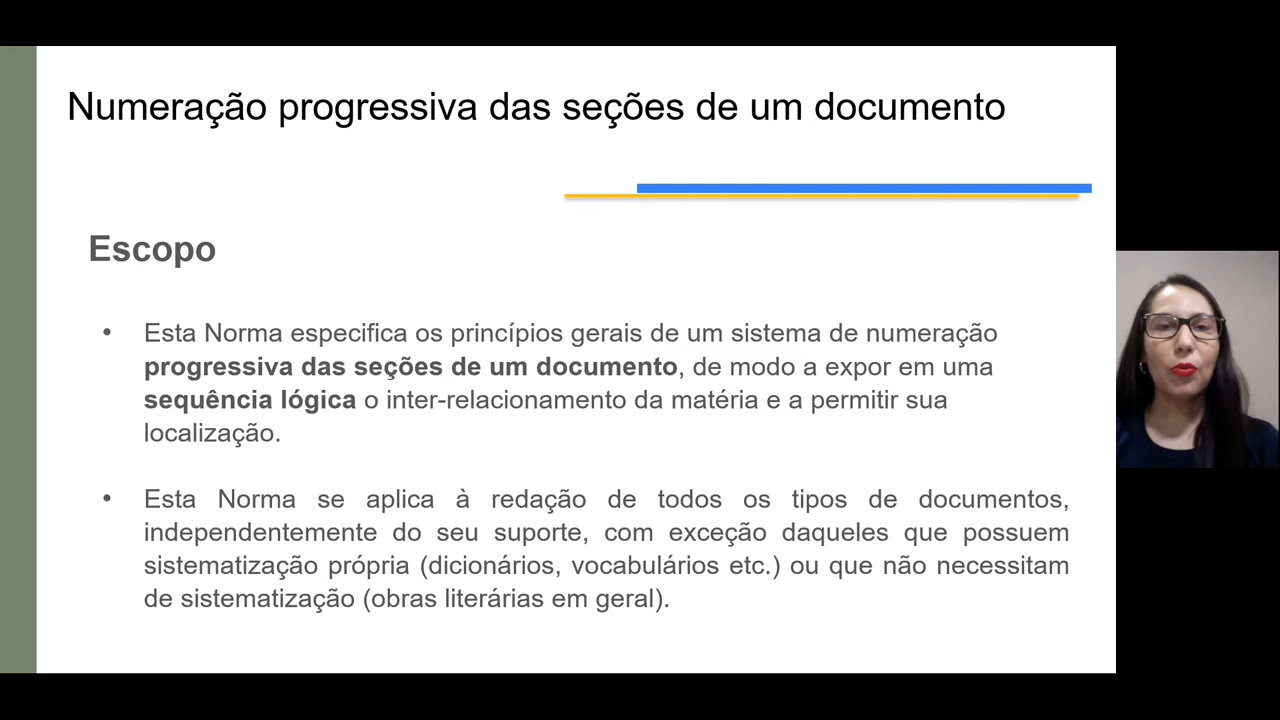 Numeração progressiva das seções de um documento
Escopo
• Esta Norma especifica os princípios gerais de um sistema de numeração
progressiva das seções de um documento, de modo a expor em uma
sequência lógica o inter-relacionamento da matéria e a permitir sua
localização.
• Esta Norma se aplica à redação de todos os tipos de documentos,
independentemente do seu suporte, com exceção daqueles que possuem
sistematização própria (dicionários, vocabulários etc.) ou que não necessitam
de sistematização (obras literárias em geral).